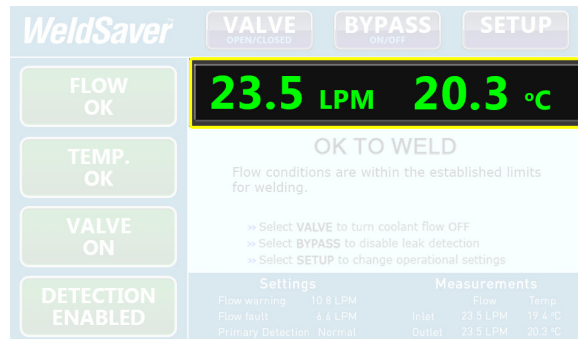 WeldSaver
VALVE
OPEN/CLOSED
BYPASS
ON/OFF
SETUP
FLOW
OK
23.5 LPM 20.3 ºC
TEMP.
OK
OK TO WELD
Flow conditions are within the established limits
for welding.
VALVE
ON
» Select VALVE to turn coolant flow OFF
» Select BYPASS to disable leak detection
» Select SETUP to change operational settings
DETECTION
ENABLED
Settings
Flow warning 10.8 LPM
Flow fault 6.6 LPM
Primary Detection Normal
Measurements
Flow Temp
Inlet 23.5 LPM 19.4 ºC
Outlet 23.5 LPM 20.3 ºC